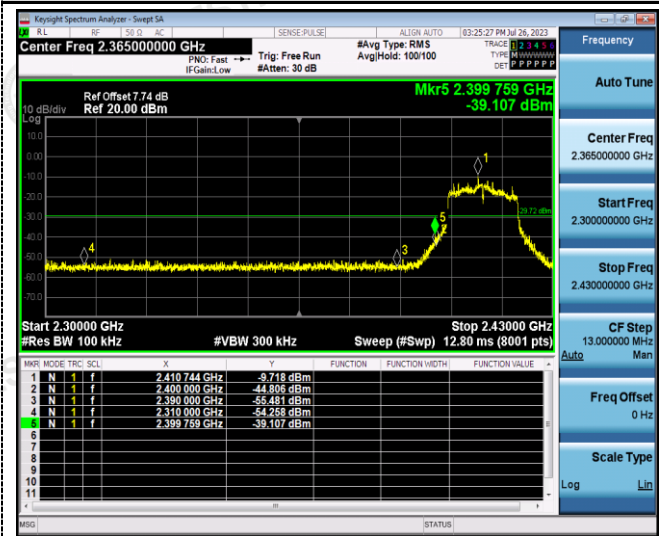 Keysight Spectrum Analyzer - Swept SA
RL RF 50 Ω AC SENSE:PULSE ALIGN AUTO 03:25:27 PM Jul 26, 2023
Center Freq 2.365000000 GHz
PNO: Fast
IFGain:Low
Trig: Free Run
#Atten: 30 dB
#Avg Type: RMS
Avg|Hold: 100/100
TRACE 1 2 3 4 5 6
TYPE M WWWWW
DET P P P P P P
Frequency
Ref Offset 7.74 dB
10 dB/div Ref 20.00 dBm
Log
Mkr5 2.399 759 GHz
-39.107 dBm
10.0
0.00
-10.0
-20.0
-30.0
-40.0
-50.0
-60.0
-70.0
1
5
4
3
-29.72 dBm
Start 2.30000 GHz
Stop 2.43000 GHz
#Res BW 100 kHz #VBW 300 kHz Sweep (#Swp) 12.80 ms (8001 pts)
MKR MODE TRC SCL X Y FUNCTION FUNCTION WIDTH FUNCTION VALUE
1 N 1 f 2.410 744 GHz -9.718 dBm
2 N 1 f 2.400 000 GHz -44.806 dBm
3 N 1 f 2.390 000 GHz -55.481 dBm
4 N 1 f 2.310 000 GHz -54.258 dBm
5 N 1 f 2.399 759 GHz -39.107 dBm
6
7
8
9
10
11
MSG STATUS
Auto Tune
Center Freq
2.365000000 GHz
Start Freq
2.300000000 GHz
Stop Freq
2.430000000 GHz
CF Step
13.000000 MHz
Auto Man
Freq Offset
0 Hz
Scale Type
Log Lin